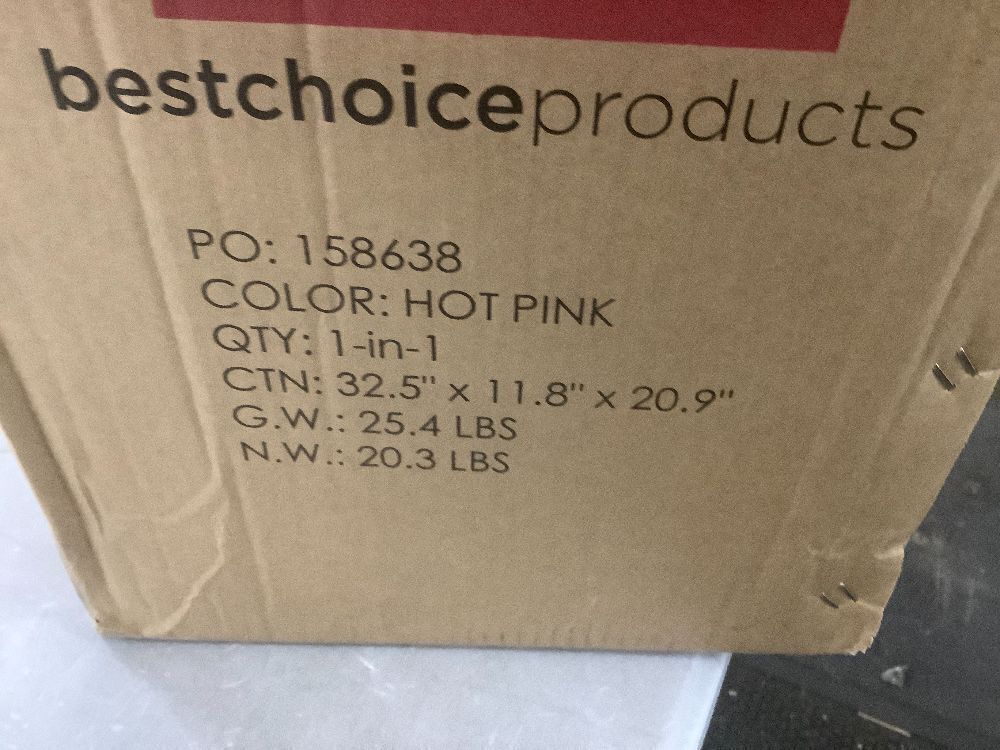 bestchoiceproducts
PO: 158638
COLOR: HOT PINK
QTY: 1-in-1
CTN: 32.5" x 11.8" x 20.9"
G.W.: 25.4 LBS
N.W.: 20.3 LBS